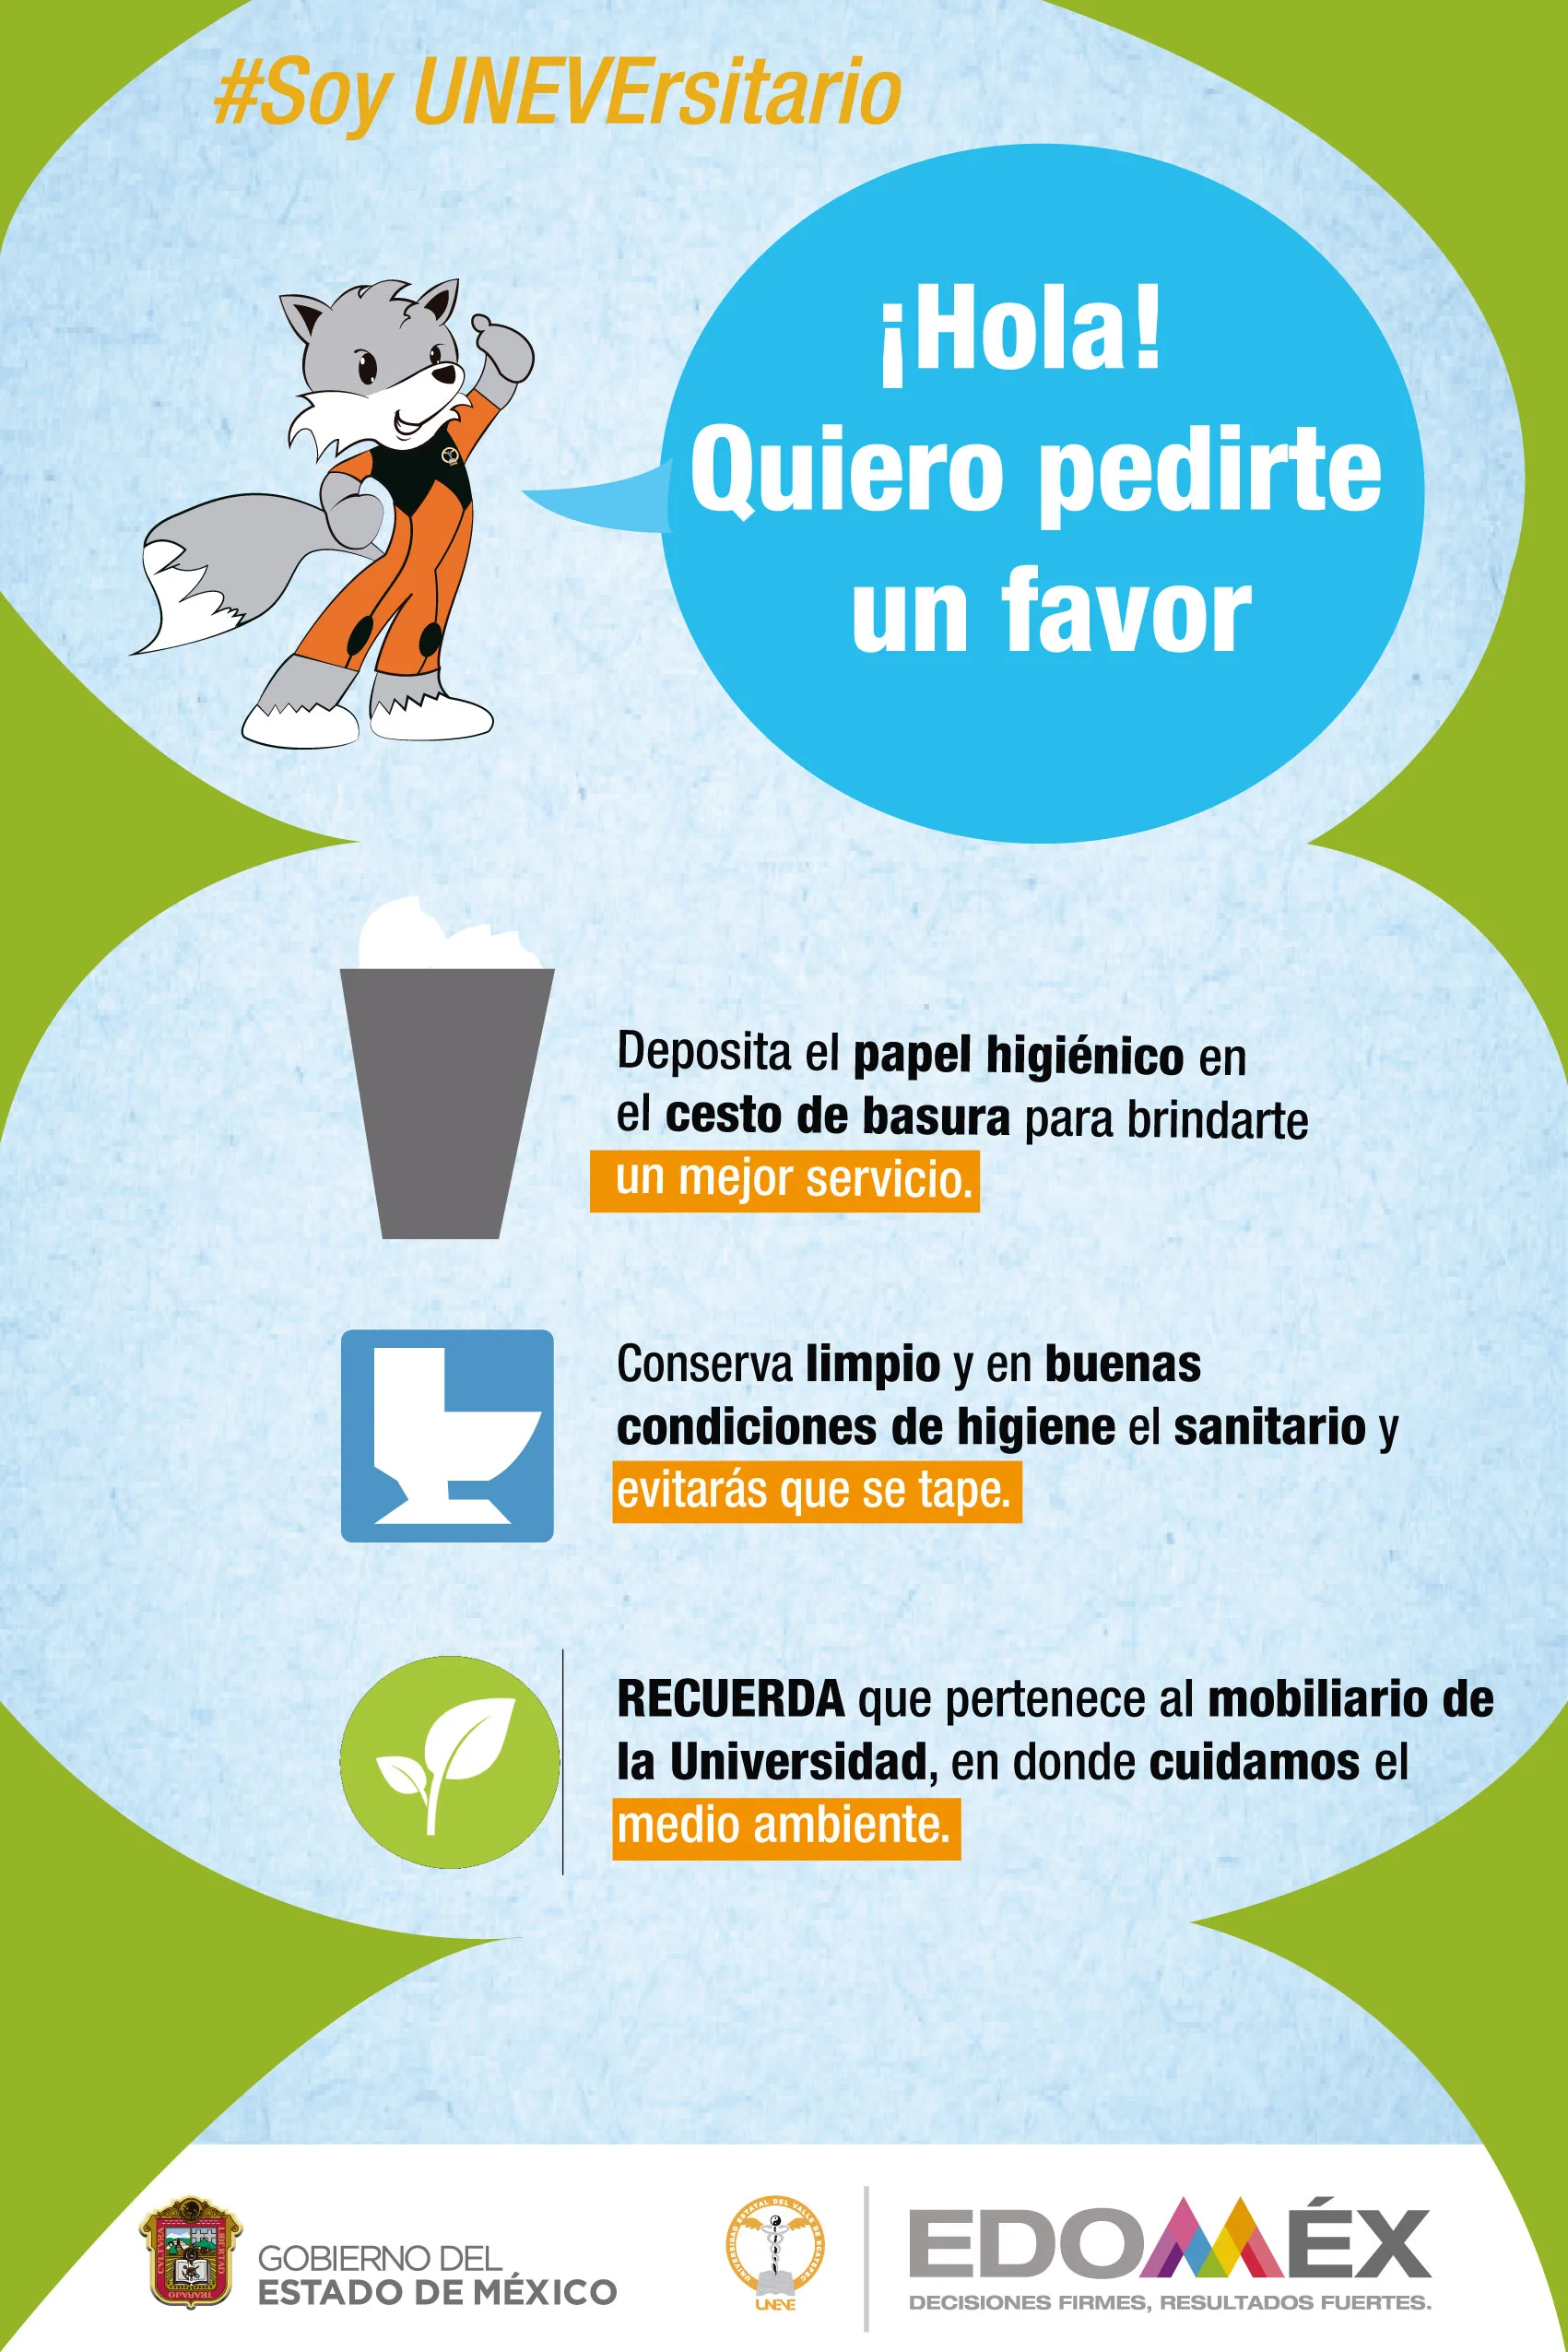 #Soy UNEVErsitario
¡Hola!
Quiero pedirte
un favor
Deposita el papel higiénico en
el cesto de basura para brindarte
un mejor servicio.
Conserva limpio y en buenas
condiciones de higiene el sanitario y
evitarás que se tape.
RECUERDA que pertenece al mobiliario de
la Universidad, en donde cuidamos el
medio ambiente.
CULTURA
LIBERTAD
TRABAJO
GOBIERNO DEL
ESTADO DE MÉXICO
UNIVERSIDAD ESTATAL DEL VALLE DE ECATEPEC
UNEVE
EDOMÉX
DECISIONES FIRMES, RESULTADOS FUERTES.